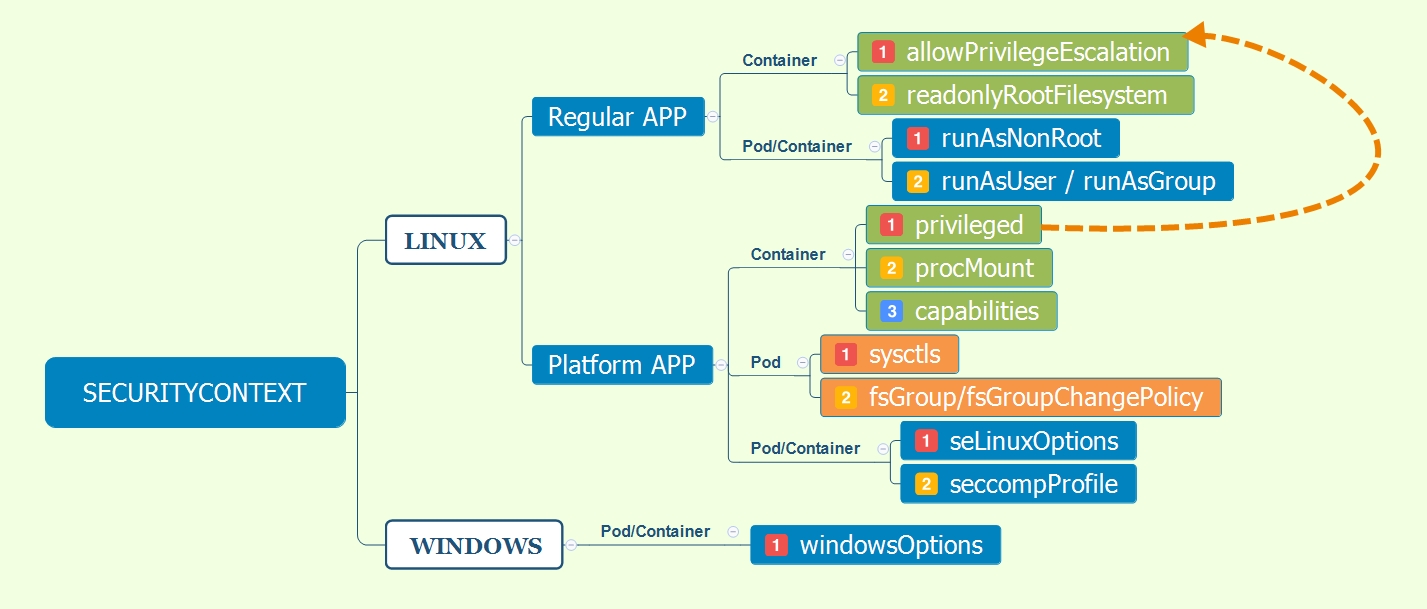 SECURITYCONTEXT
LINUX
Regular APP
Container
1 allowPrivilegeEscalation
2 readonlyRootFilesystem
Pod/Container
1 runAsNonRoot
2 runAsUser / runAsGroup
Platform APP
Container
1 privileged
2 procMount
3 capabilities
Pod
1 sysctls
2 fsGroup/fsGroupChangePolicy
Pod/Container
1 seLinuxOptions
2 seccompProfile
WINDOWS
Pod/Container
1 windowsOptions